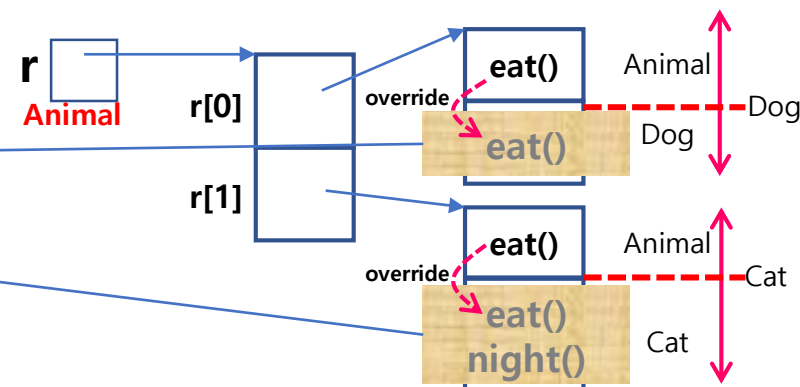 r
Animal
r[0]
r[1]
eat()
override
eat()
Animal
Dog
Dog
eat()
override
eat()
night()
Animal
Cat
Cat